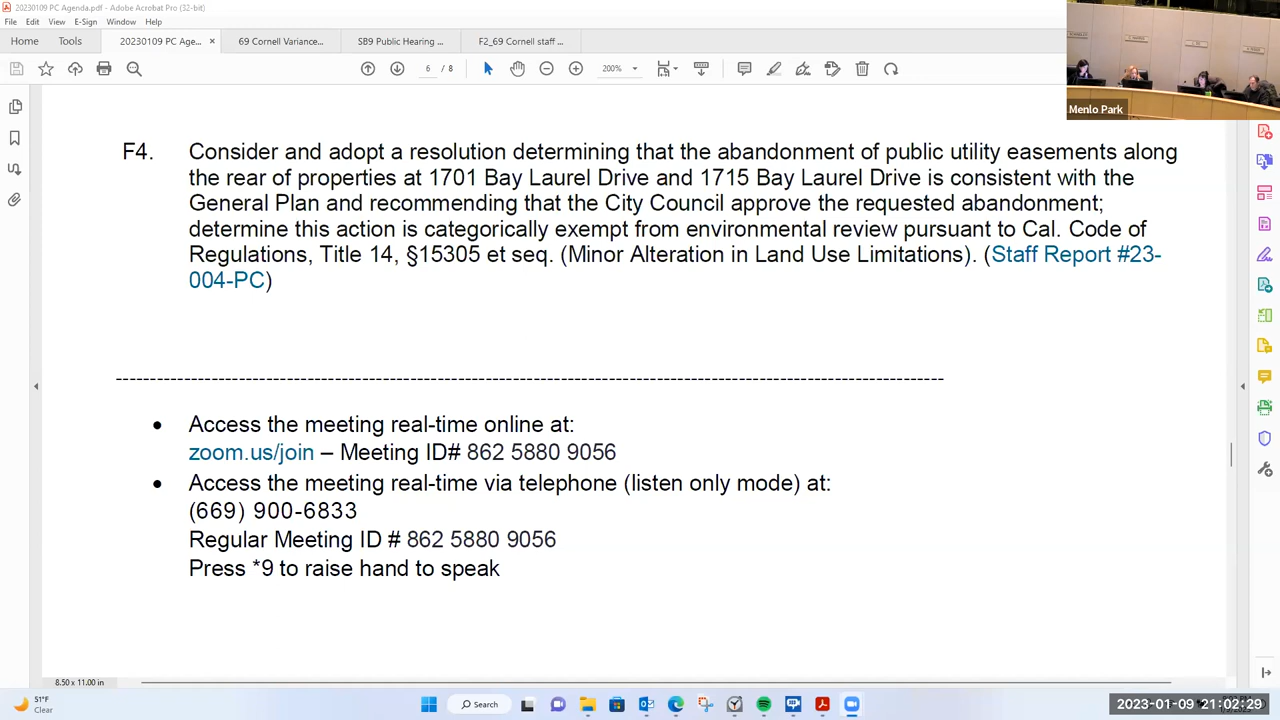 20230109 PC Agenda.pdf - Adobe Acrobat Pro (32-bit)
File Edit View E-Sign Window Help
Home Tools 20230109 PC Age... × 69 Cornell Variance... SB9 Public Hearing ... F2_69 Cornell staff ...
6 / 8 200%
Menlo Park
F4. Consider and adopt a resolution determining that the abandonment of public utility easements along
the rear of properties at 1701 Bay Laurel Drive and 1715 Bay Laurel Drive is consistent with the
General Plan and recommending that the City Council approve the requested abandonment;
determine this action is categorically exempt from environmental review pursuant to Cal. Code of
Regulations, Title 14, §15305 et seq. (Minor Alteration in Land Use Limitations). (Staff Report #23-
004-PC)
--------------------------------------------------------------------------------------------------------------------------
• Access the meeting real-time online at:
zoom.us/join – Meeting ID# 862 5880 9056
• Access the meeting real-time via telephone (listen only mode) at:
(669) 900-6833
Regular Meeting ID # 862 5880 9056
Press *9 to raise hand to speak
8.50 x 11.00 in
51°F
Clear
Search
2023-01-09 21:02:29